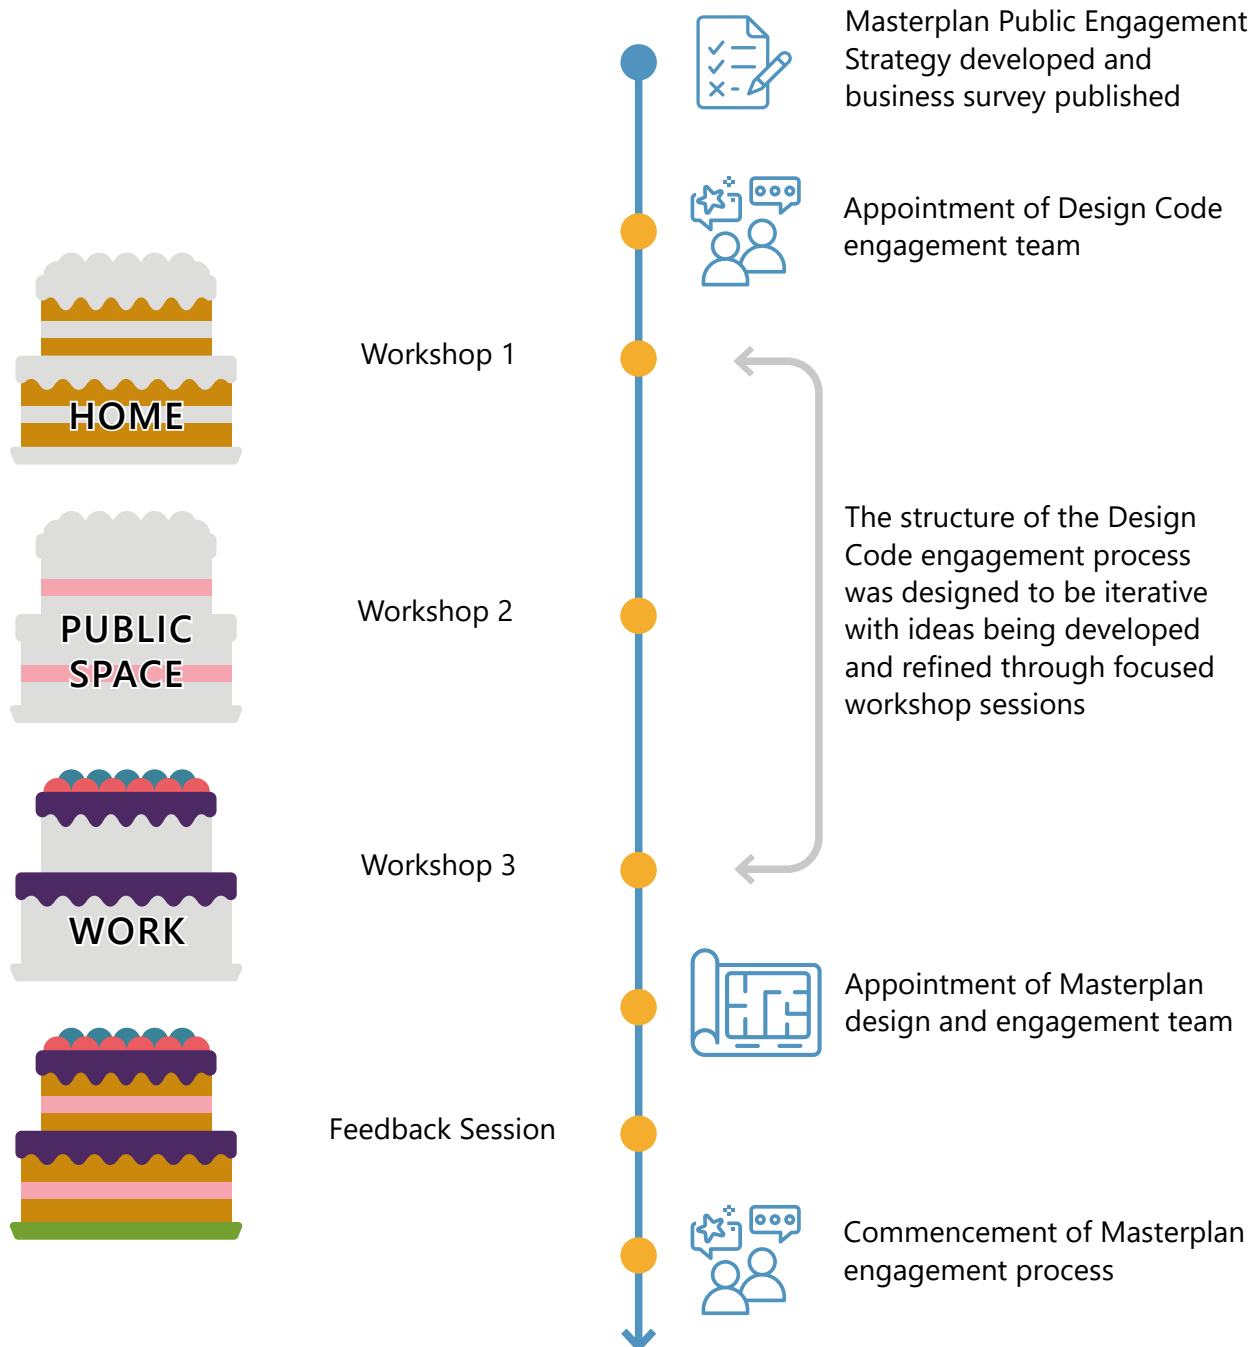 Masterplan Public Engagement
Strategy developed and
business survey published
Appointment of Design Code
engagement team
HOME
Workshop 1
PUBLIC
SPACE
Workshop 2
The structure of the Design
Code engagement process
was designed to be iterative
with ideas being developed
and refined through focused
workshop sessions
WORK
Workshop 3
Appointment of Masterplan
design and engagement team
Feedback Session
Commencement of Masterplan
engagement process